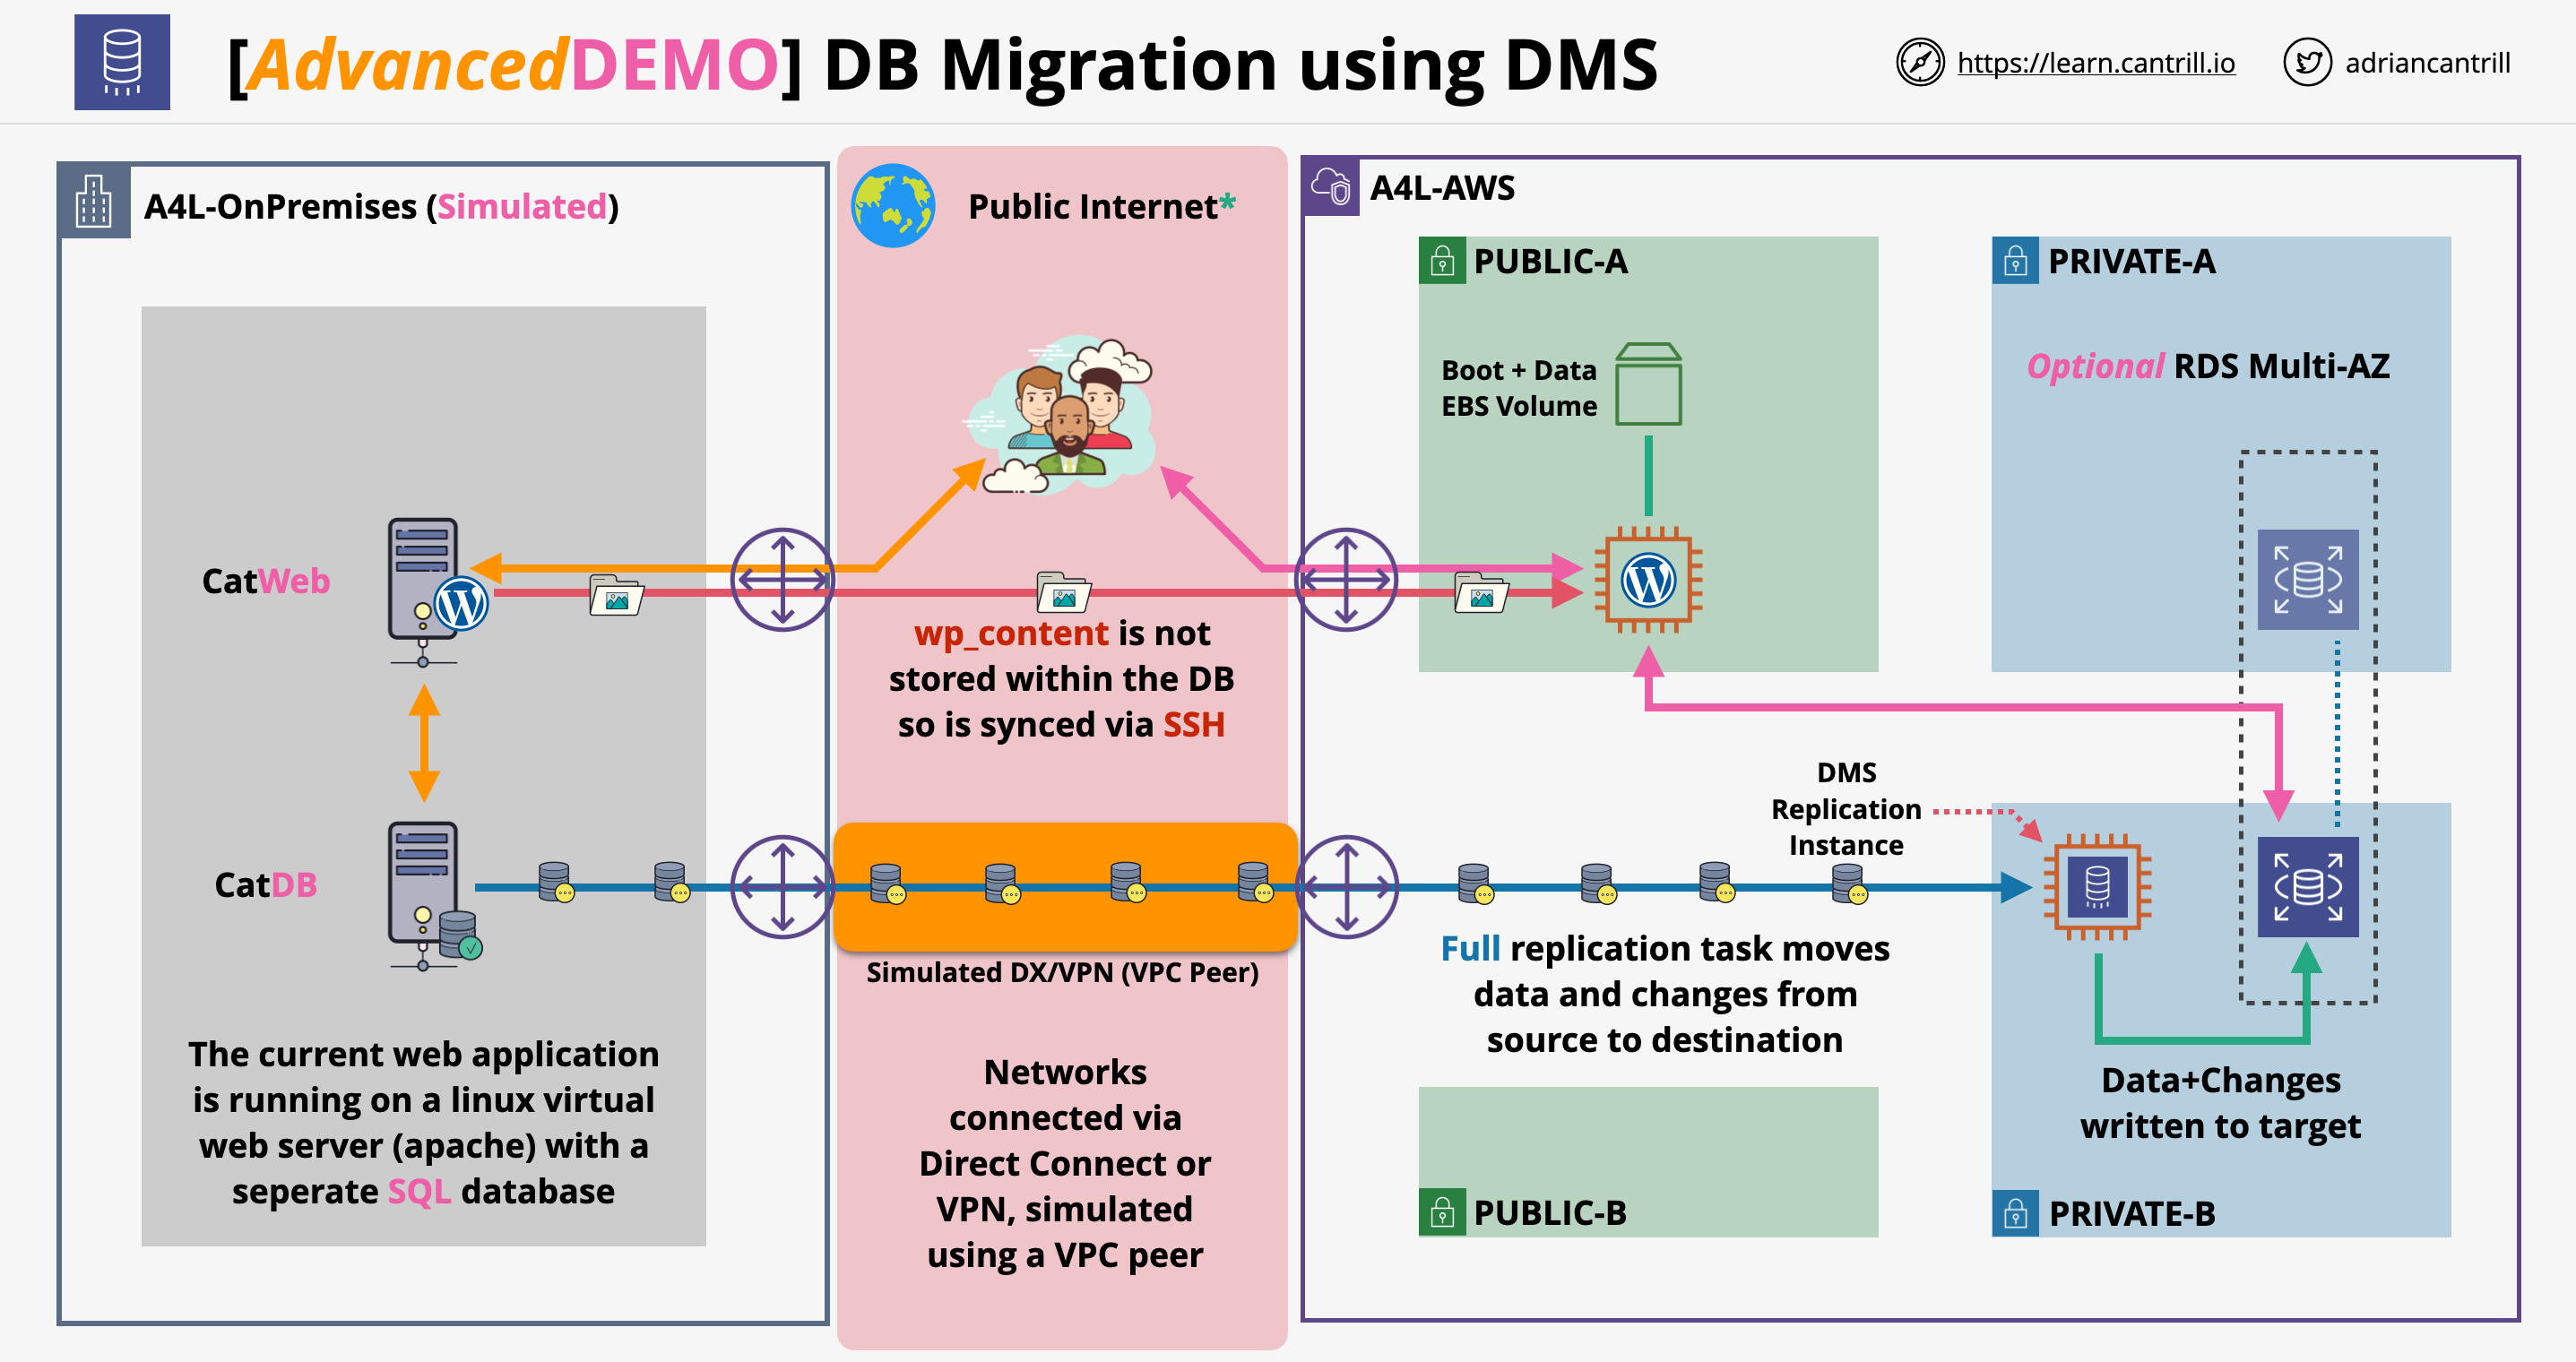 [AdvancedDEMO] DB Migration using DMS
https://learn.cantrill.io
adriancantrill
A4L-OnPremises (Simulated)
CatWeb
CatDB
The current web application
is running on a linux virtual
web server (apache) with a
seperate SQL database
Public Internet*
wp_content is not
stored within the DB
so is synced via SSH
Simulated DX/VPN (VPC Peer)
Networks
connected via
Direct Connect or
VPN, simulated
using a VPC peer
A4L-AWS
PUBLIC-A
Boot + Data
EBS Volume
PRIVATE-A
Optional RDS Multi-AZ
DMS
Replication
Instance
Full replication task moves
data and changes from
source to destination
Data+Changes
written to target
PUBLIC-B
PRIVATE-B